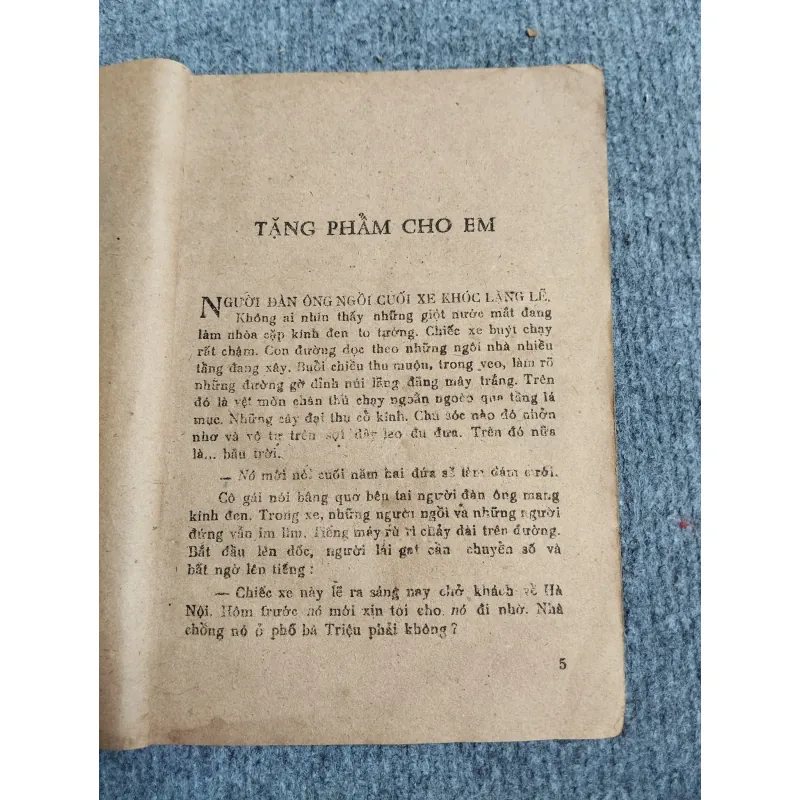 TẶNG PHẨM CHO EM
NGƯỜI ĐÀN ÔNG NGỒI CUỐI XE KHÓC LẶNG LẼ.
Không ai nhìn thấy những giọt nước mắt đang
làm nhòa cặp kính đen to tướng. Chiếc xe buýt chạy
rất chậm. Con đường dọc theo những ngôi nhà nhiều
tầng đang xây. Buổi chiều thu muộn, trong veo, làm rõ
những đường gờ đỉnh núi lãng đãng mây trắng. Trên
đó là vệt mòn chân thú chạy ngoằn ngoèo qua tầng lá
mục. Những cây đại thụ cổ kính. Chú sóc nào đó nhởn
nhơ và vô tư trên sợi dây leo đu đưa. Trên đó nữa
là... bầu trời.
— Nó mới nói cuối năm hai đứa sẽ làm đám cưới.
Cô gái nói bâng quơ bên tai người đàn ông mang
kính đen. Trong xe, những người ngồi và những người
đứng vẫn im lìm. Tiếng máy rù rì chảy dài trên đường.
Bắt đầu lên dốc, người lái gạt cần chuyền số và
bất ngờ lên tiếng :
— Chiếc xe này lẽ ra sáng nay chở khách về Hà
Nội. Hôm trước nó mới xin tôi cho nó đi nhờ. Nhà
chồng nó ở phố bà Triệu phải không ?
5